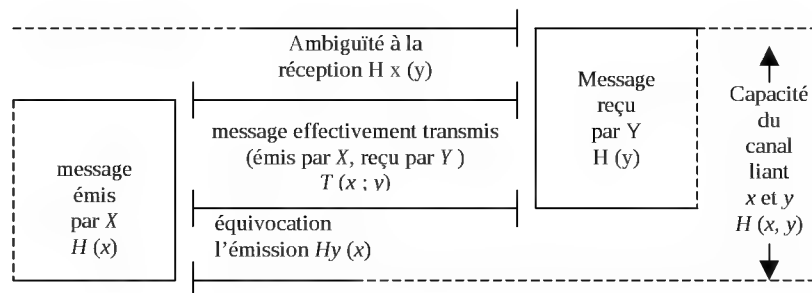 Ambiguïté à la
réception H x (y)
message effectivement transmis
(émis par X, reçu par Y )
T (x ; y)
équivocation
l’émission Hy (x)
message
émis
par X
H (x)
Message
reçu
par Y
H (y)
Capacité
du
canal
liant
x et y
H (x, y)